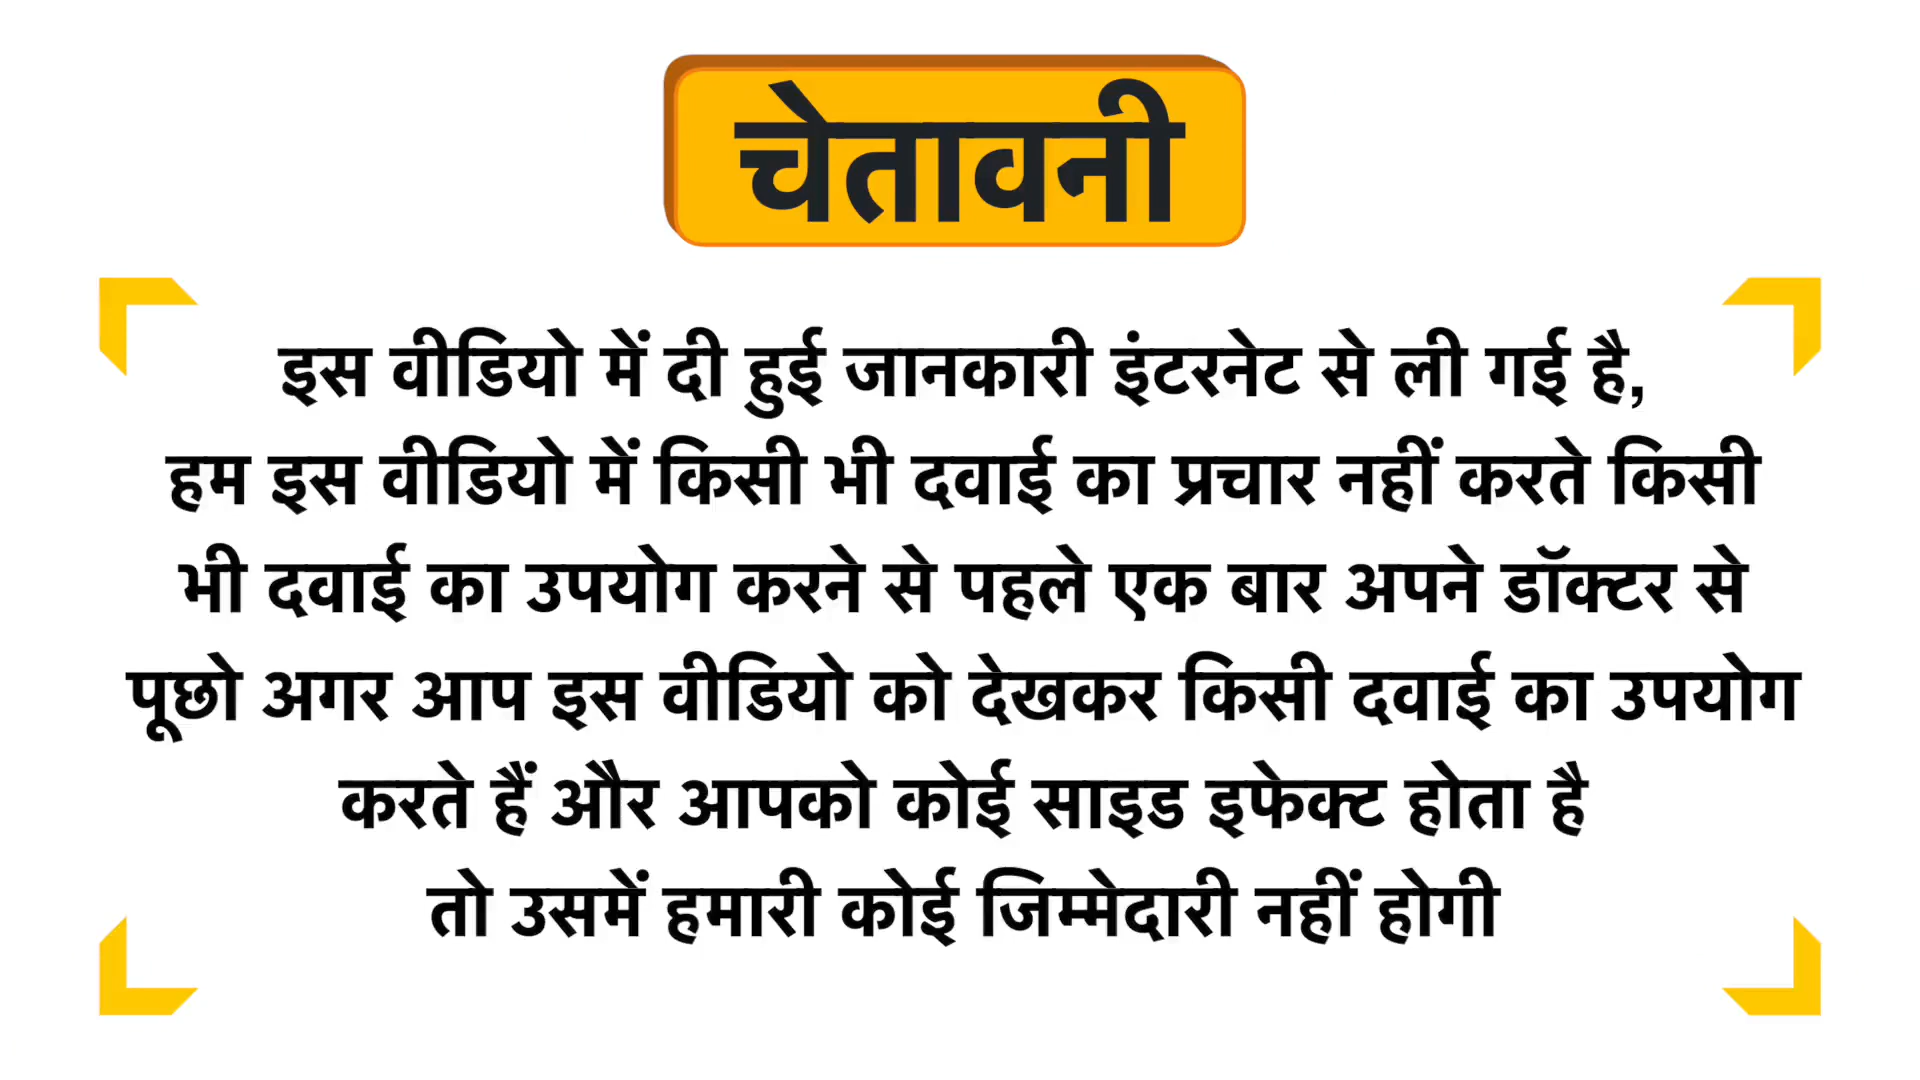 चेतावनी
इस वीडियो में दी हुई जानकारी इंटरनेट से ली गई है,
हम इस वीडियो में किसी भी दवाई का प्रचार नहीं करते किसी
भी दवाई का उपयोग करने से पहले एक बार अपने डॉक्टर से
पूछो अगर आप इस वीडियो को देखकर किसी दवाई का उपयोग
करते हैं और आपको कोई साइड इफेक्ट होता है
तो उसमें हमारी कोई जिम्मेदारी नहीं होगी